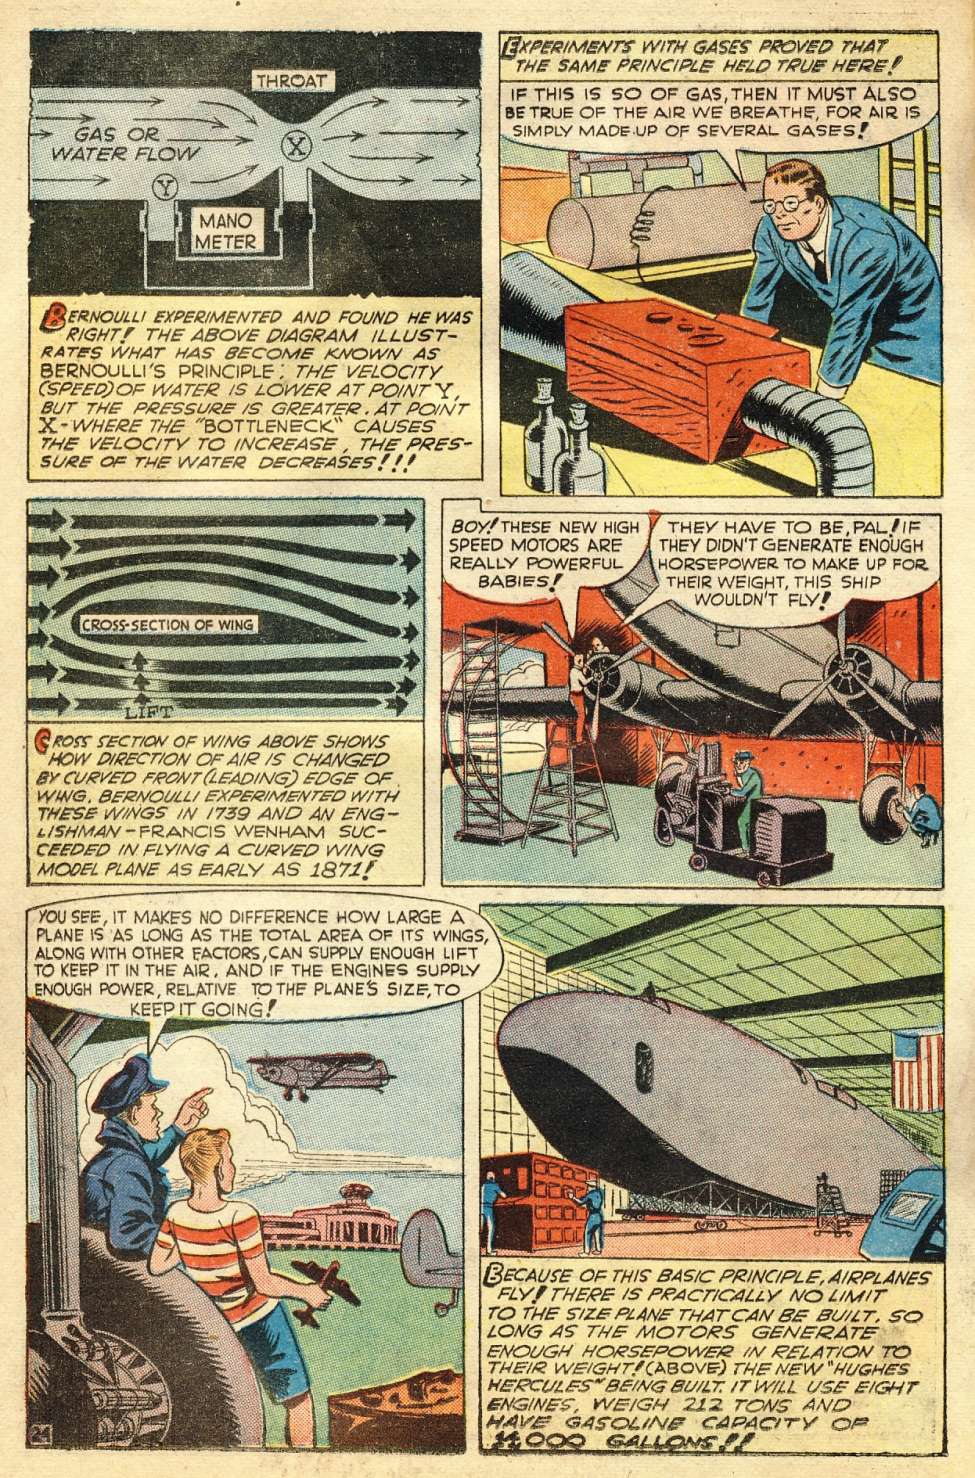 THROAT
GAS OR
WATER FLOW
X
Y
MANO
METER
BERNOULLI EXPERIMENTED AND FOUND HE WAS
RIGHT! THE ABOVE DIAGRAM ILLUST-
RATES WHAT HAS BECOME KNOWN AS
BERNOULLI'S PRINCIPLE; THE VELOCITY
(SPEED) OF WATER IS LOWER AT POINT Y,
BUT THE PRESSURE IS GREATER. AT POINT
X-WHERE THE "BOTTLENECK" CAUSES
THE VELOCITY TO INCREASE, THE PRES-
SURE OF THE WATER DECREASES!!!
EXPERIMENTS WITH GASES PROVED THAT
THE SAME PRINCIPLE HELD TRUE HERE!
IF THIS IS SO OF GAS, THEN IT MUST ALSO
BE TRUE OF THE AIR WE BREATHE, FOR AIR IS
SIMPLY MADE-UP OF SEVERAL GASES!
CROSS-SECTION OF WING
LIFT
CROSS SECTION OF WING ABOVE SHOWS
HOW DIRECTION OF AIR IS CHANGED
BY CURVED FRONT (LEADING) EDGE OF
WING. BERNOULLI EXPERIMENTED WITH
THESE WINGS IN 1739 AND AN ENG-
LISHMAN-FRANCIS WENHAM SUC-
CEEDED IN FLYING A CURVED WING
MODEL PLANE AS EARLY AS 1871!
BOY! THESE NEW HIGH
SPEED MOTORS ARE
REALLY POWERFUL
BABIES!
THEY HAVE TO BE, PAL! IF
THEY DIDN'T GENERATE ENOUGH
HORSEPOWER TO MAKE UP FOR
THEIR WEIGHT, THIS SHIP
WOULDN'T FLY!
YOU SEE, IT MAKES NO DIFFERENCE HOW LARGE A
PLANE IS AS LONG AS THE TOTAL AREA OF ITS WINGS,
ALONG WITH OTHER FACTORS, CAN SUPPLY ENOUGH LIFT
TO KEEP IT IN THE AIR. AND IF THE ENGINES SUPPLY
ENOUGH POWER, RELATIVE TO THE PLANE'S SIZE, TO
KEEP IT GOING!
24
BECAUSE OF THIS BASIC PRINCIPLE, AIRPLANES
FLY! THERE IS PRACTICALLY NO LIMIT
TO THE SIZE PLANE THAT CAN BE BUILT. SO
LONG AS THE MOTORS GENERATE
ENOUGH HORSEPOWER IN RELATION TO
THEIR WEIGHT! (ABOVE) THE NEW "HUGHES
HERCULES" BEING BUILT. IT WILL USE EIGHT
ENGINES, WEIGH 212 TONS AND
HAVE GASOLINE CAPACITY OF
14,000 GALLONS!!